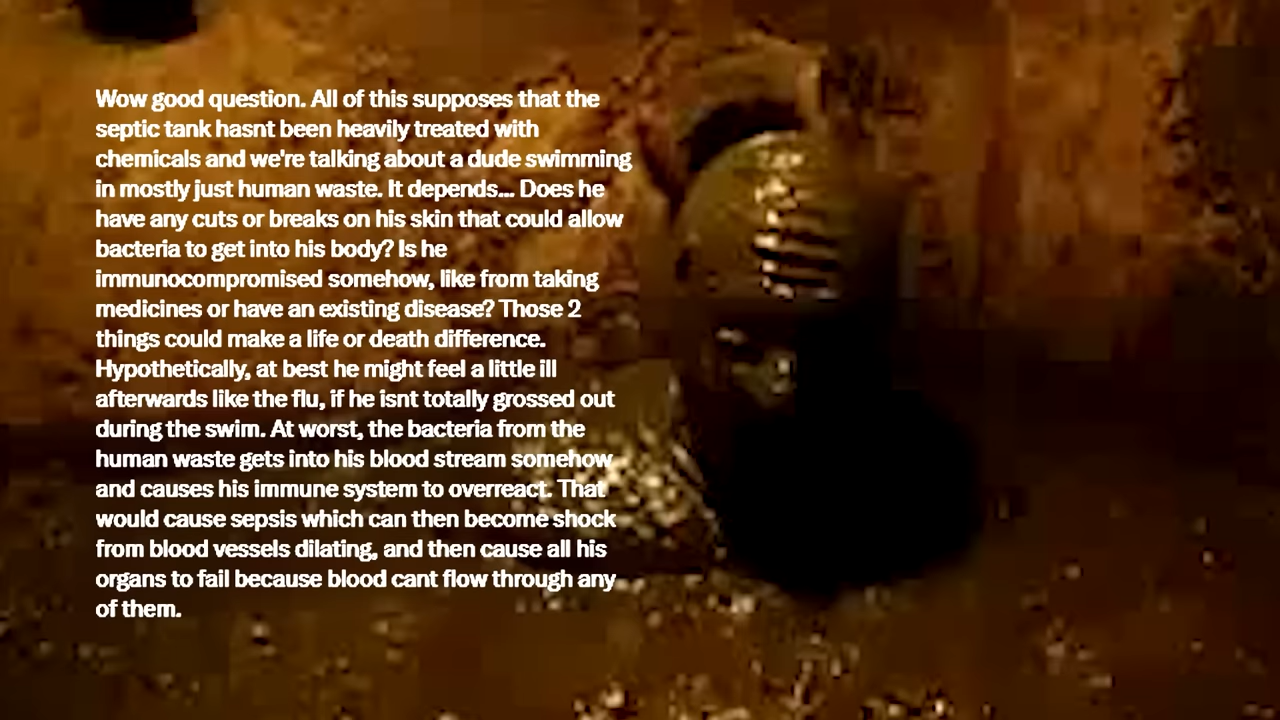 Wow good question. All of this supposes that the
septic tank hasnt been heavily treated with
chemicals and we're talking about a dude swimming
in mostly just human waste. It depends... Does he
have any cuts or breaks on his skin that could allow
bacteria to get into his body? Is he
immunocompromised somehow, like from taking
medicines or have an existing disease? Those 2
things could make a life or death difference.
Hypothetically, at best he might feel a little ill
afterwards like the flu, if he isnt totally grossed out
during the swim. At worst, the bacteria from the
human waste gets into his blood stream somehow
and causes his immune system to overreact. That
would cause sepsis which can then become shock
from blood vessels dilating, and then cause all his
organs to fail because blood cant flow through any
of them.